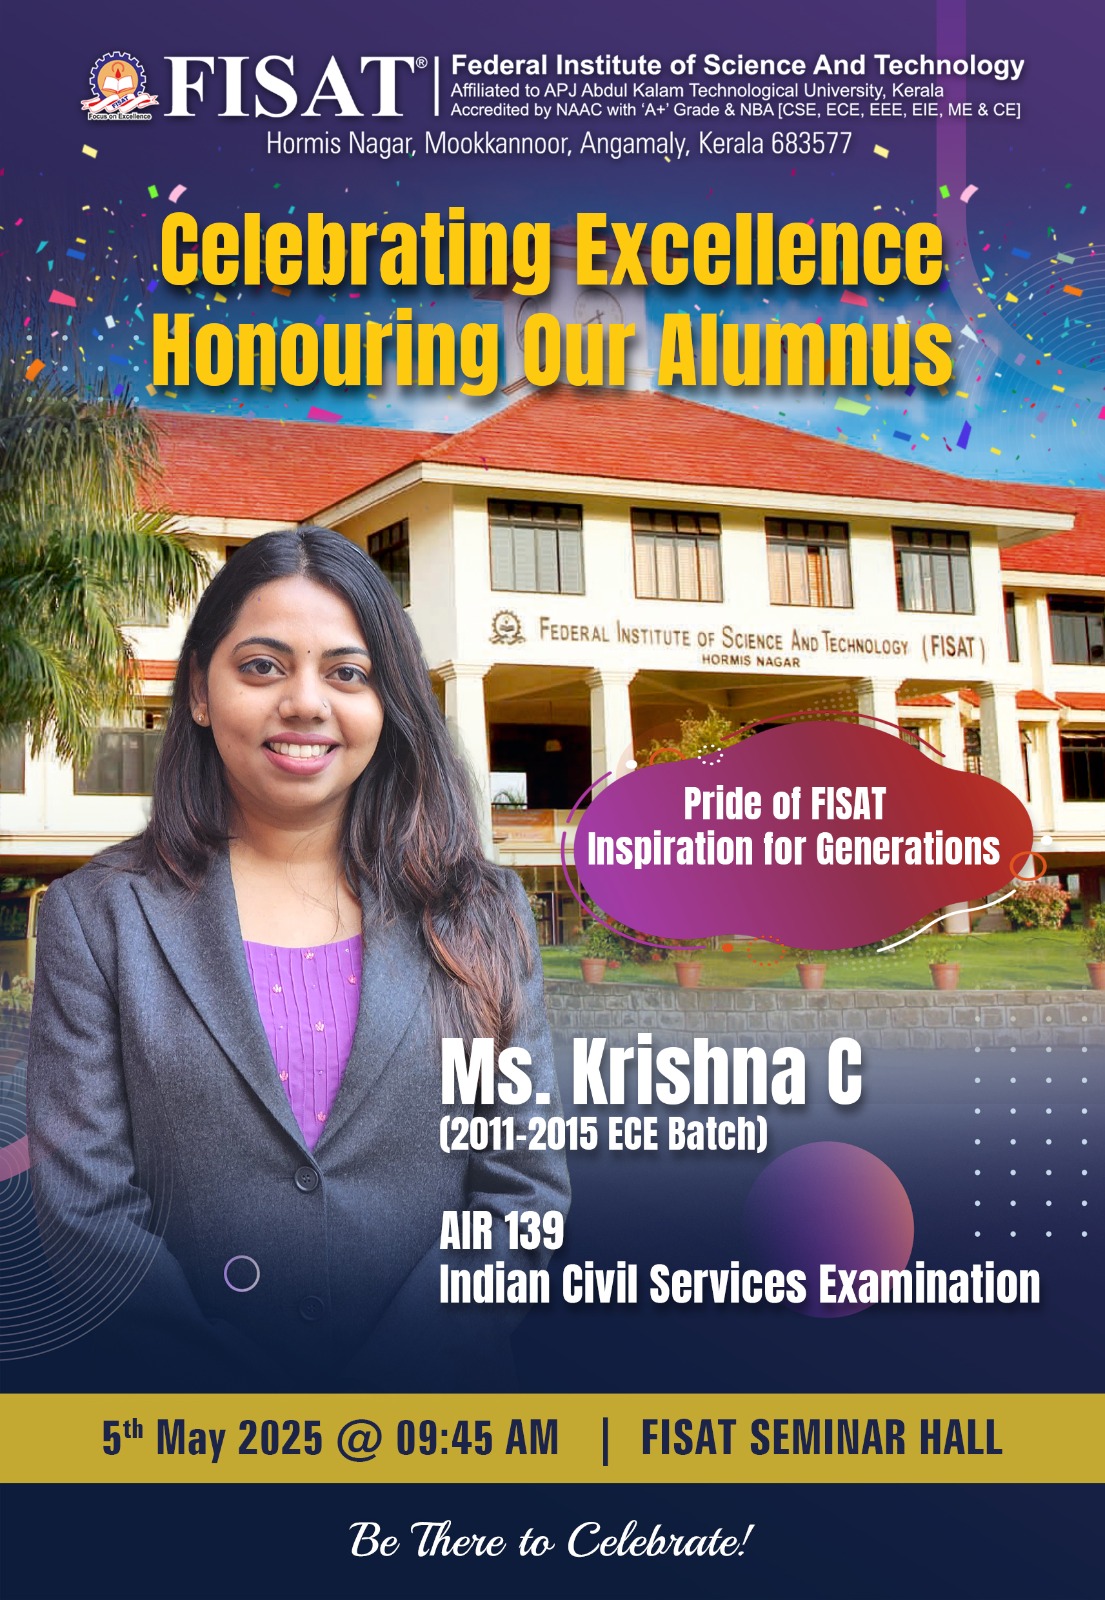 FISAT®
Federal Institute of Science And Technology
Affiliated to APJ Abdul Kalam Technological University, Kerala
Accredited by NAAC with ‘A+’ Grade & NBA [CSE, ECE, EEE, EIE, ME & CE]
FISAT
Focus on Excellence
Hormis Nagar, Mookkannoor, Angamaly, Kerala 683577
Celebrating Excellence
Honouring Our Alumnus
FEDERAL INSTITUTE OF SCIENCE AND TECHNOLOGY (FISAT)
HORMIS NAGAR
Pride of FISAT
Inspiration for Generations
Ms. Krishna C
(2011-2015 ECE Batch)
AIR 139
Indian Civil Services Examination
5th May 2025 @ 09:45 AM | FISAT SEMINAR HALL
Be There to Celebrate!